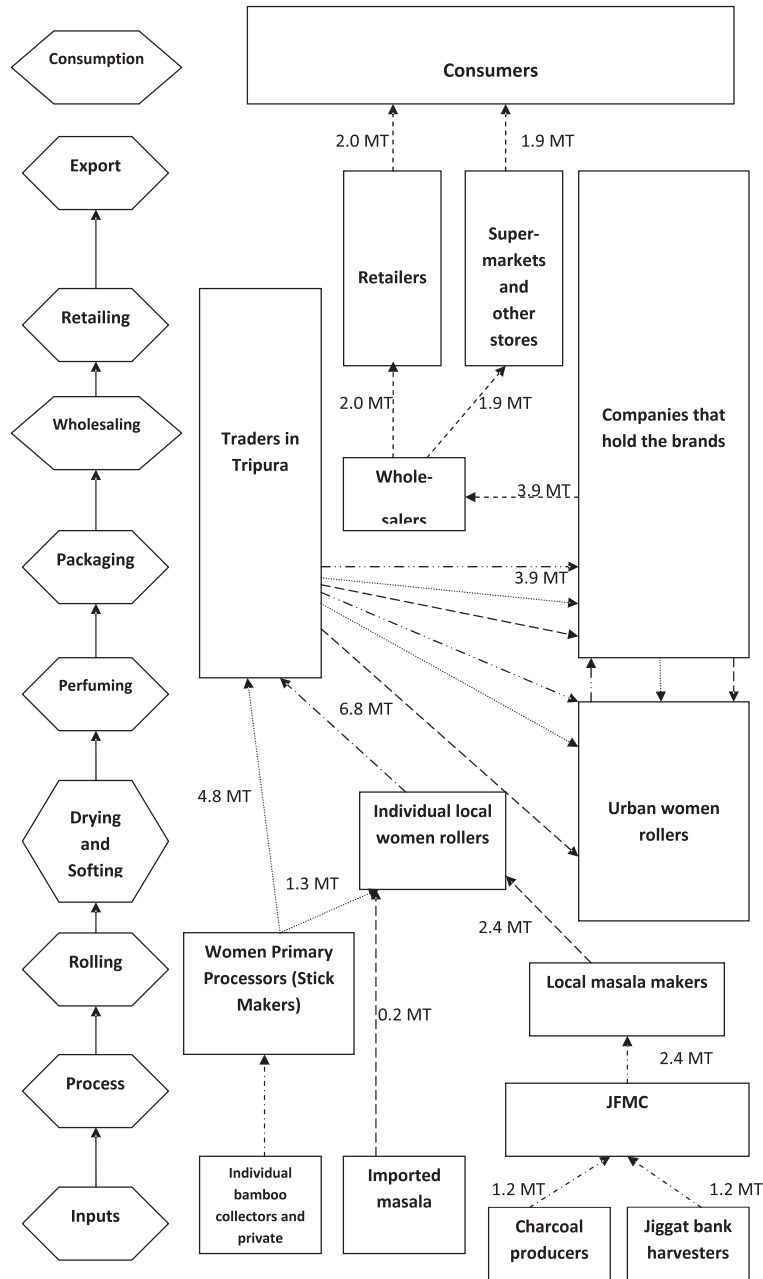 Consumption
Consumers
2.0 MT
1.9 MT
Export
Retailers
Super-
markets
and
other
stores
Companies that
hold the brands
Retailing
Traders in
Tripura
2.0 MT
1.9 MT
Wholesaling
Whole-
salers
3.9 MT
Packaging
3.9 MT
Perfuming
6.8 MT
4.8 MT
Drying
and
Softing
Individual local
women rollers
Urban women
rollers
1.3 MT
2.4 MT
Rolling
Women Primary
Processors (Stick
Makers)
Local masala makers
0.2 MT
2.4 MT
Process
JFMC
Inputs
Individual
bamboo
collectors and
private
Imported
masala
1.2 MT
1.2 MT
Charcoal
producers
Jiggat bank
harvesters